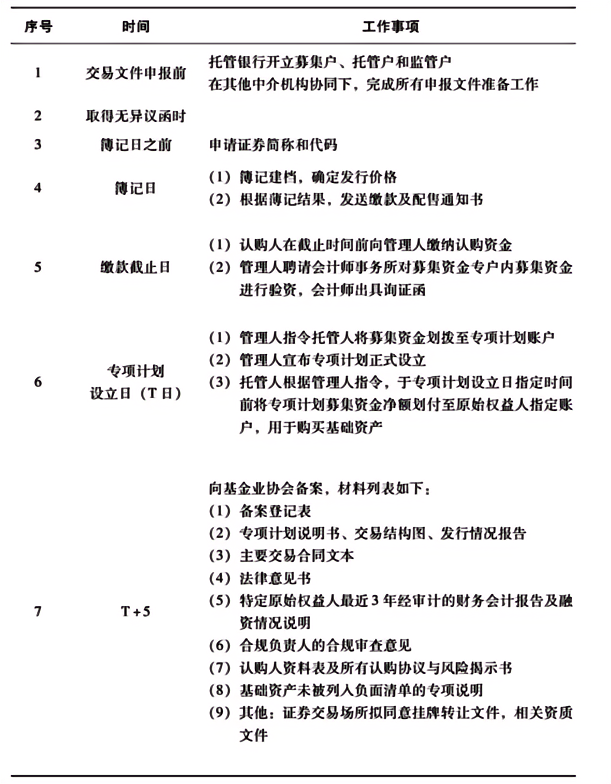 序号 时间 工作事项
1 交易文件申报前 托管银行开立募集户、托管户和监管户
在其他中介机构协同下，完成所有申报文件准备工作
2 取得无异议函时
3 簿记日之前 申请证券简称和代码
4 簿记日 (1) 簿记建档，确定发行价格
(2) 根据薄记结果，发送缴款及配售通知书
5 缴款截止日 (1) 认购人在截止时间前向管理人缴纳认购资金
(2) 管理人聘请会计师事务所对募集资金专户内募集资金
进行验资，会计师出具询证函
6 专项计划
设立日（T日） (1) 管理人指令托管人将募集资金划拨至专项计划账户
(2) 管理人宣布专项计划正式设立
(3) 托管人根据管理人指令，于专项计划设立日指定时间
前将专项计划募集资金净额划付至原始权益人指定账
户，用于购买基础资产
7 T+5 向基金业协会备案，材料列表如下：
(1) 备案登记表
(2) 专项计划说明书、交易结构图、发行情况报告
(3) 主要交易合同文本
(4) 法律意见书
(5) 特定原始权益人最近3年经审计的财务会计报告及融
资情况说明
(6) 合规负责人的合规审查意见
(7) 认购人资料表及所有认购协议与风险揭示书
(8) 基础资产未被列入负面清单的专项说明
(9) 其他：证券交易场所拟同意挂牌转让文件，相关资质
文件